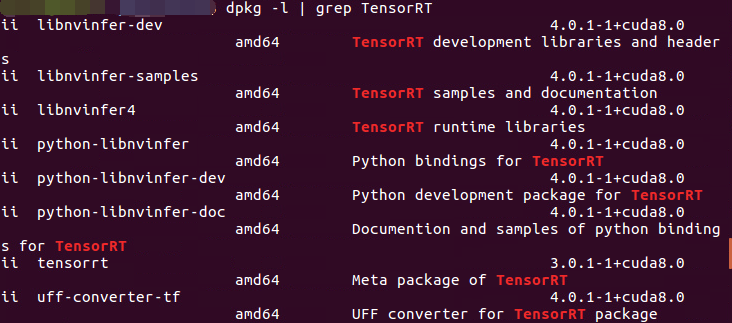 dpkg -l | grep TensorRT
ii  libnvinfer-dev                                           4.0.1-1+cuda8.0
                          amd64        TensorRT development libraries and header
s
ii  libnvinfer-samples                                       4.0.1-1+cuda8.0
                          amd64        TensorRT samples and documentation
ii  libnvinfer4                                              4.0.1-1+cuda8.0
                          amd64        TensorRT runtime libraries
ii  python-libnvinfer                                        4.0.1-1+cuda8.0
                          amd64        Python bindings for TensorRT
ii  python-libnvinfer-dev                                    4.0.1-1+cuda8.0
                          amd64        Python development package for TensorRT
ii  python-libnvinfer-doc                                    4.0.1-1+cuda8.0
                          amd64        Documention and samples of python binding
s for TensorRT
ii  tensorrt                                                 3.0.1-1+cuda8.0
                          amd64        Meta package of TensorRT
ii  uff-converter-tf                                         4.0.1-1+cuda8.0
                          amd64        UFF converter for TensorRT package